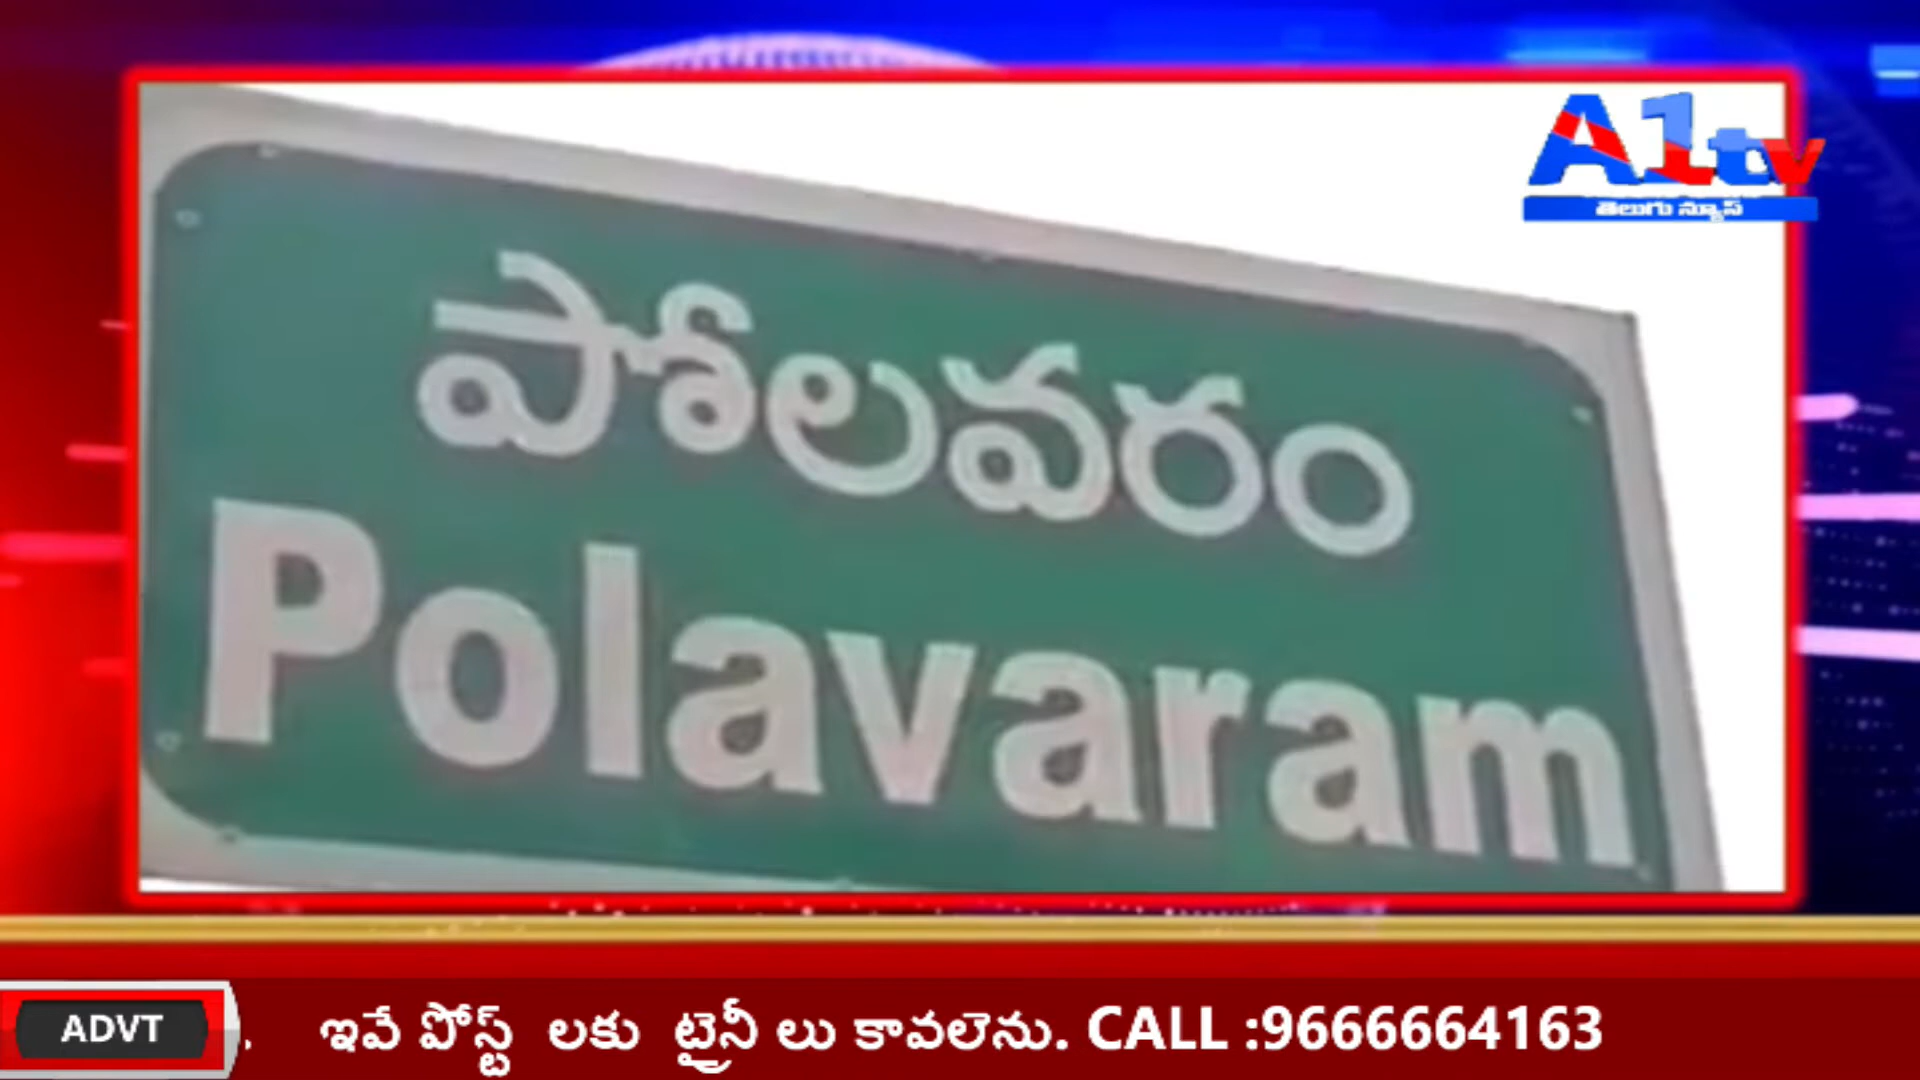 A1tv
తెలుగు న్యూస్
పోలవరం
Polavaram
ADVT
. ఇవే పోస్ట్ లకు ట్రైనీ లు కావలెను. CALL :9666664163